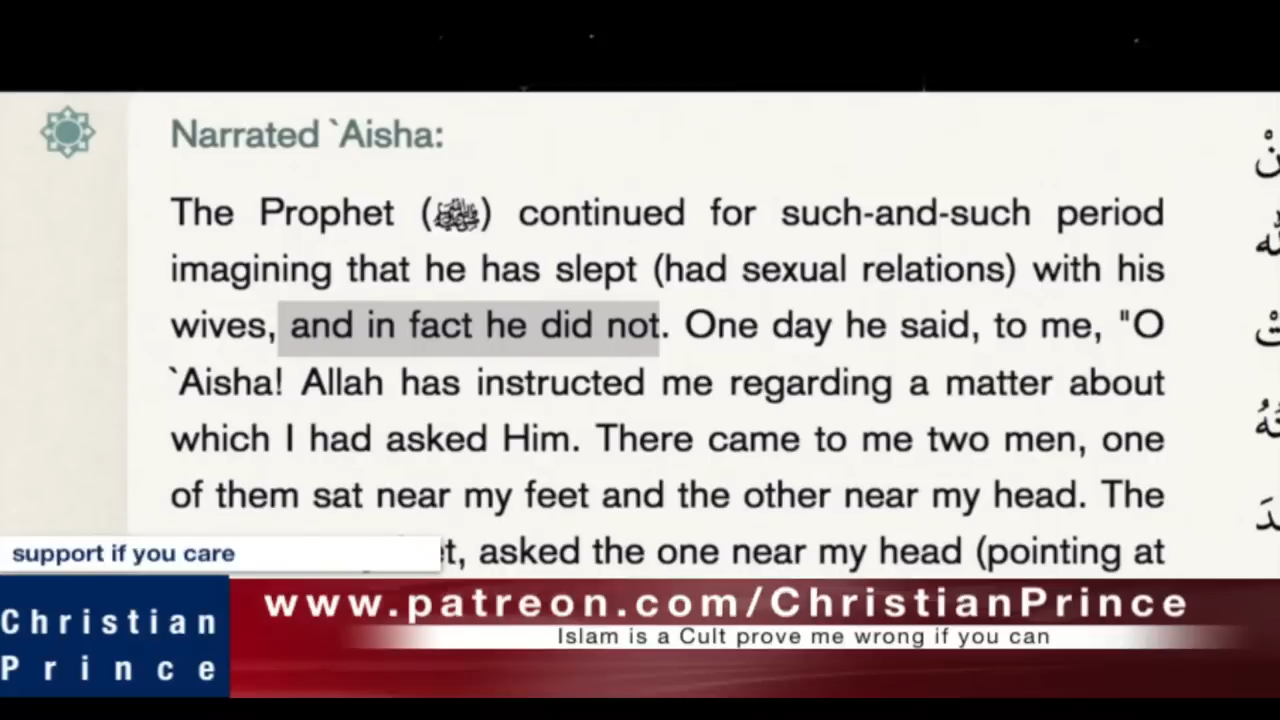 Narrated `Aisha:
The Prophet (ﷺ) continued for such-and-such period
imagining that he has slept (had sexual relations) with his
wives, and in fact he did not. One day he said, to me, "O
`Aisha! Allah has instructed me regarding a matter about
which I had asked Him. There came to me two men, one
of them sat near my feet and the other near my head. The
asked the one near my head (pointing at
support if you care
Christian
Prince
www.patreon.com/ChristianPrince
Islam is a Cult prove me wrong if you can